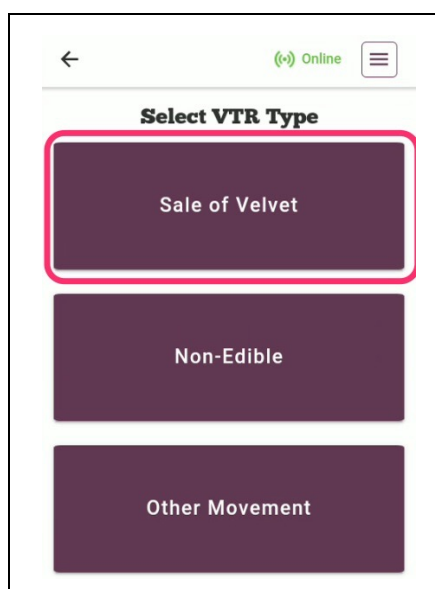 Online
Select VTR Type
Sale of Velvet
Non-Edible
Other Movement